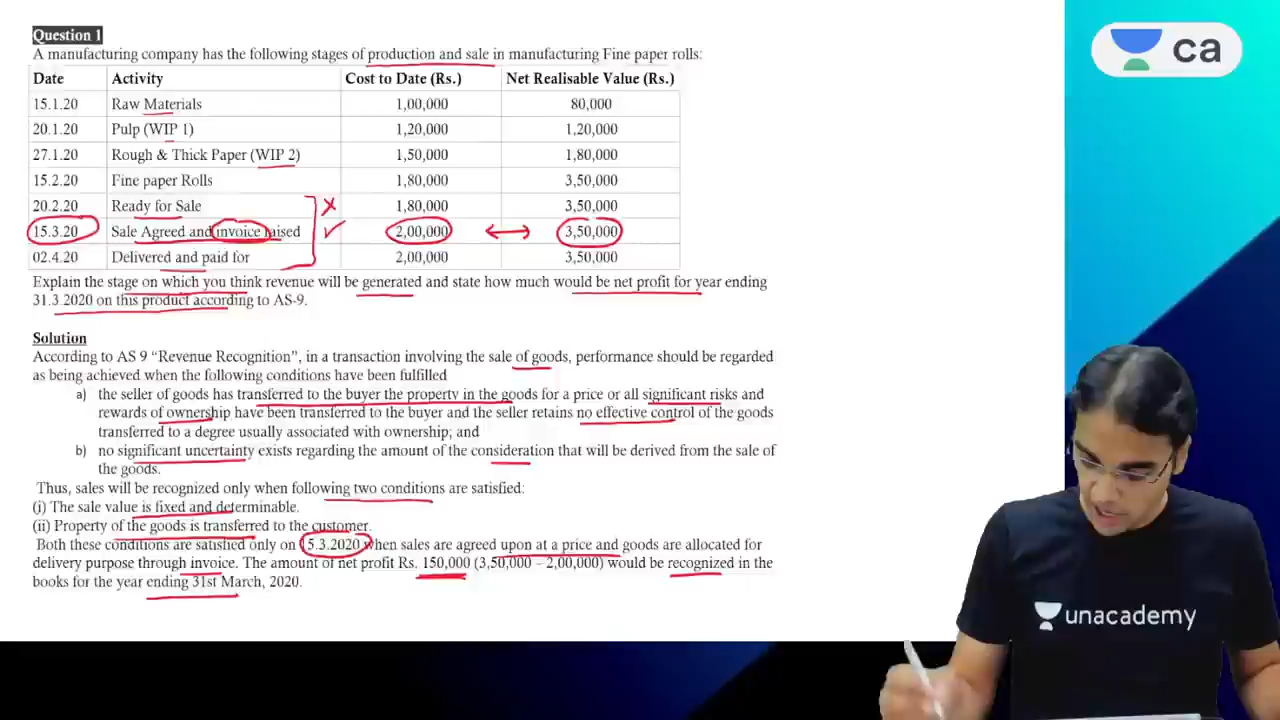 Question 1
A manufacturing company has the following stages of production and sale in manufacturing Fine paper rolls:
Date Activity Cost to Date (Rs.) Net Realisable Value (Rs.)
15.1.20 Raw Materials 1,00,000 80,000
20.1.20 Pulp (WIP 1) 1,20,000 1,20,000
27.1.20 Rough & Thick Paper (WIP 2) 1,50,000 1,80,000
15.2.20 Fine paper Rolls 1,80,000 3,50,000
20.2.20 Ready for Sale 1,80,000 3,50,000
15.3.20 Sale Agreed and invoice raised 2,00,000 3,50,000
02.4.20 Delivered and paid for 2,00,000 3,50,000
Explain the stage on which you think revenue will be generated and state how much would be net profit for year ending
31.3 2020 on this product according to AS-9.
Solution
According to AS 9 “Revenue Recognition”, in a transaction involving the sale of goods, performance should be regarded
as being achieved when the following conditions have been fulfilled
a) the seller of goods has transferred to the buyer the property in the goods for a price or all significant risks and
rewards of ownership have been transferred to the buyer and the seller retains no effective control of the goods
transferred to a degree usually associated with ownership; and
b) no significant uncertainty exists regarding the amount of the consideration that will be derived from the sale of
the goods.
Thus, sales will be recognized only when following two conditions are satisfied:
(i) The sale value is fixed and determinable.
(ii) Property of the goods is transferred to the customer.
Both these conditions are satisfied only on 15.3.2020 when sales are agreed upon at a price and goods are allocated for
delivery purpose through invoice. The amount of net profit Rs. 150,000 (3,50,000 – 2,00,000) would be recognized in the
books for the year ending 31st March, 2020.
ca
unacademy